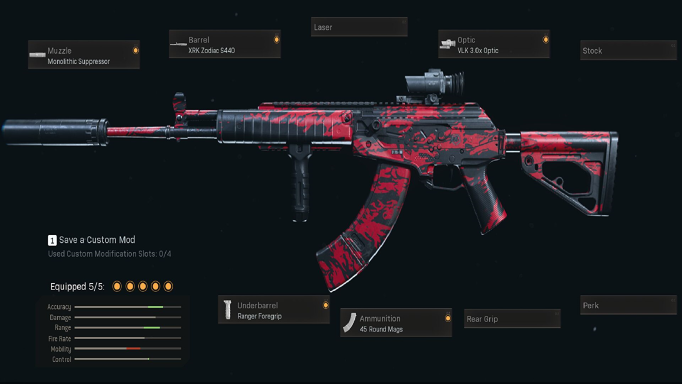 Laser
Muzzle
Monolithic Suppressor
Barrel
XRK Zodiac S440
Optic
VLK 3.0x Optic
Stock
1 Save a Custom Mod
Used Custom Modification Slots: 0/4
Equipped 5/5:
Accuracy
Damage
Range
Fire Rate
Mobility
Control
Underbarrel
Ranger Foregrip
Ammunition
45 Round Mags
Rear Grip
Perk